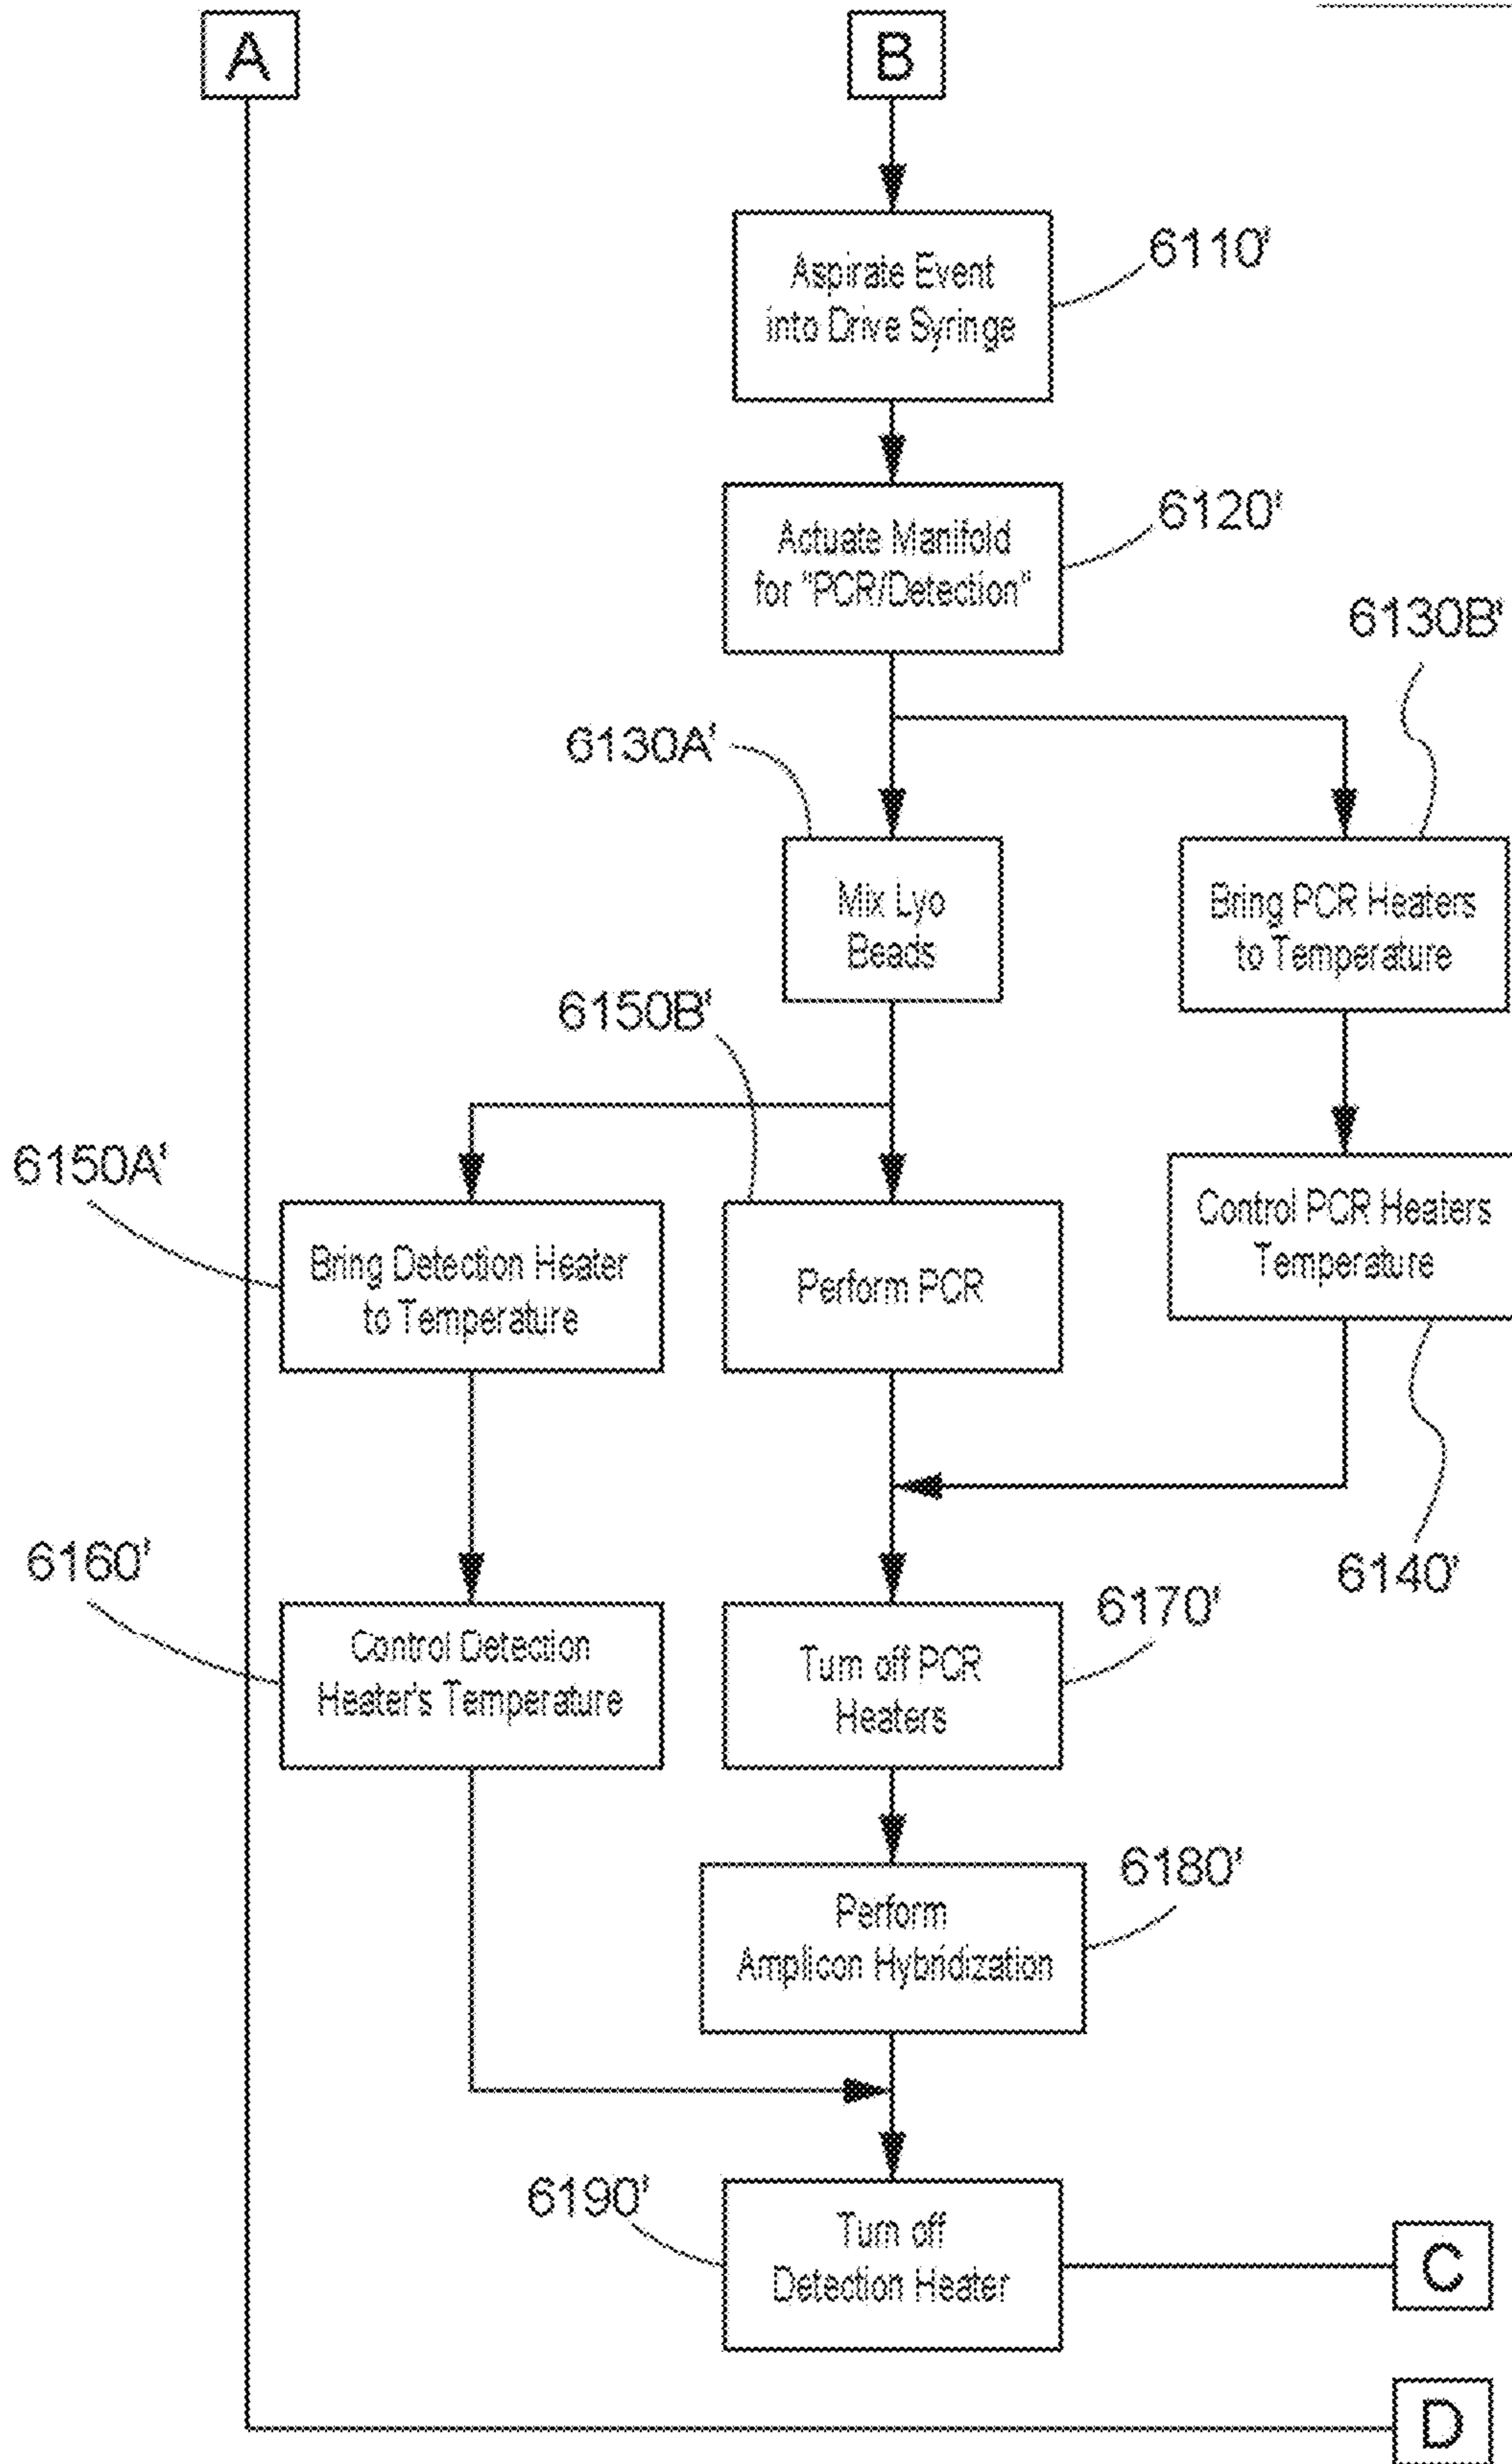 A
B
Aspirate Event
into Drive Syringe
6110'
Actuate Manifold
for "PCR/Detection"
6120'
6130B'
6130A'
Mix Lyo
Beads
Bring PCR Heaters
to Temperature
6150B'
6150A'
Bring Detection Heater
to Temperature
Perform PCR
Control PCR Heaters
Temperature
6160'
6140'
Control Detection
Heater's Temperature
Turn off PCR
Heaters
6170'
Perform
Amplicon Hybridization
6180'
6190'
Turn off
Detection Heater
C
D